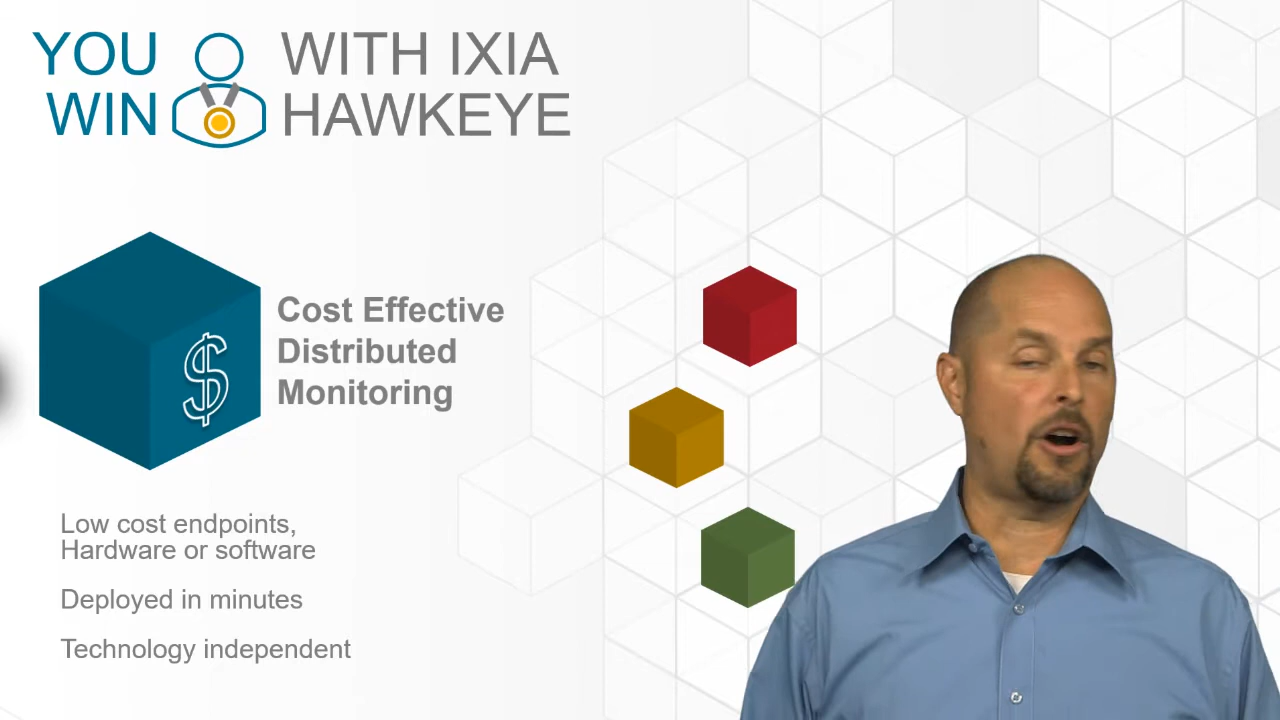 YOU WITH IXIA
WIN HAWKEYE
$
Cost Effective
Distributed
Monitoring
Low cost endpoints,
Hardware or software
Deployed in minutes
Technology independent